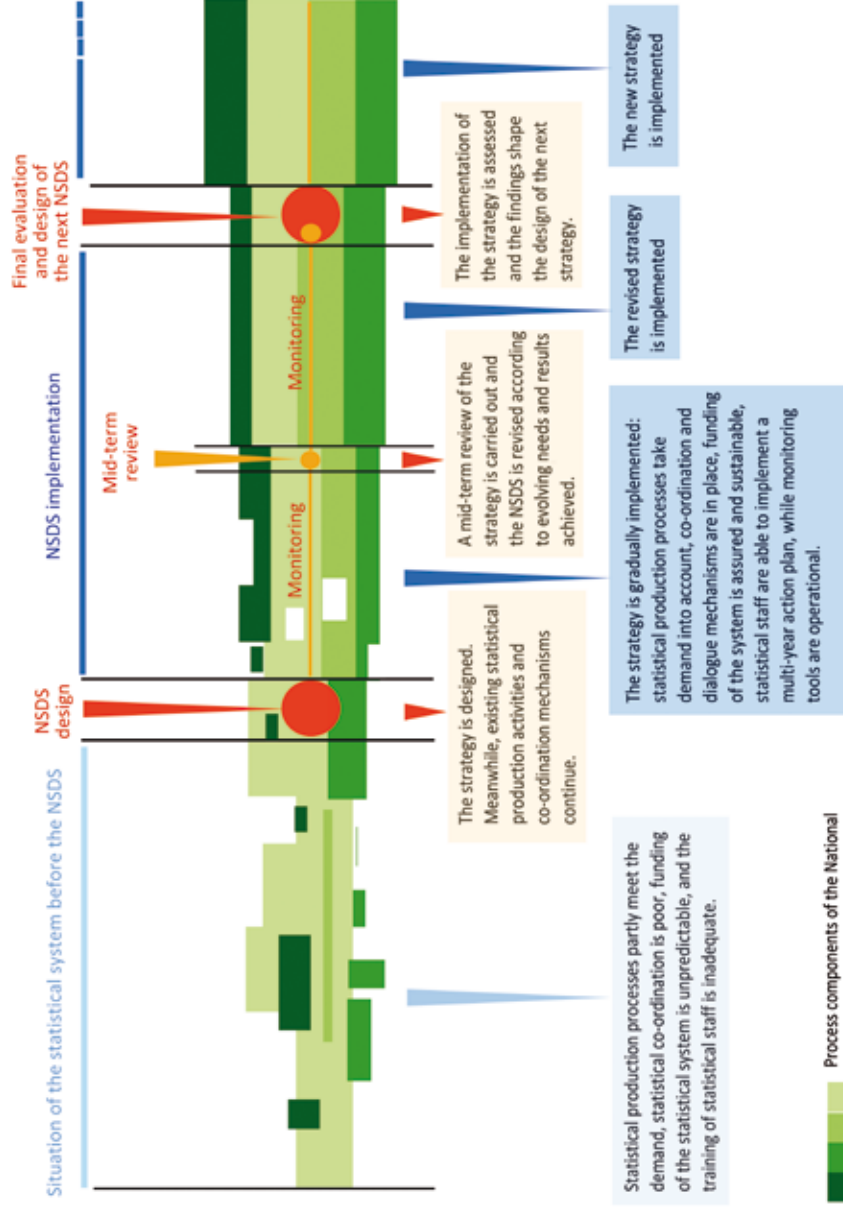 Situation of the statistical system before the NSDS
NSDS
design
NSDS implementation
Mid-term
review
Final evaluation
and design of
the next NSDS
Monitoring
Monitoring
The strategy is designed.
Meanwhile, existing statistical
production activities and
co-ordination mechanisms
continue.
A mid-term review of the
strategy is carried out and
the NSDS is revised according
to evolving needs and results
achieved.
The implementation of
the strategy is assessed
and the findings shape
the design of the next
strategy.
Statistical production processes partly meet the
demand, statistical co-ordination is poor, funding
of the statistical system is unpredictable, and the
training of statistical staff is inadequate.
The strategy is gradually implemented:
statistical production processes take
demand into account, co-ordination and
dialogue mechanisms are in place, funding
of the system is assured and sustainable,
statistical staff are able to implement a
multi-year action plan, while monitoring
tools are operational.
The revised strategy
is implemented
The new strategy
is implemented
Process components of the National